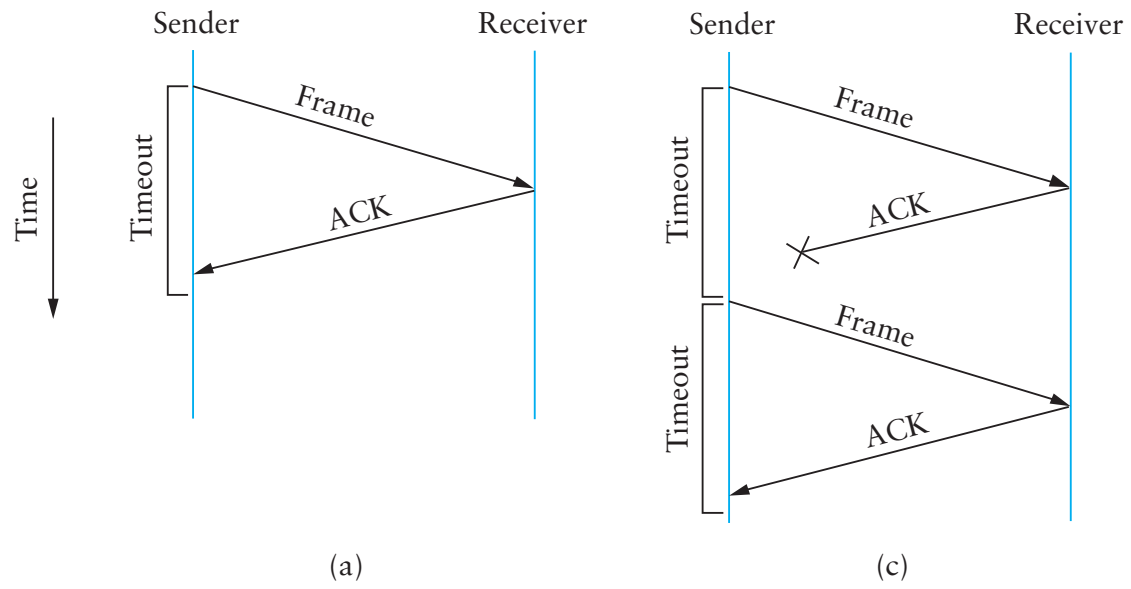 Sender
Receiver
Time
Timeout
Frame
ACK
(a)
Sender
Receiver
Timeout
Frame
ACK
Timeout
Frame
ACK
(c)